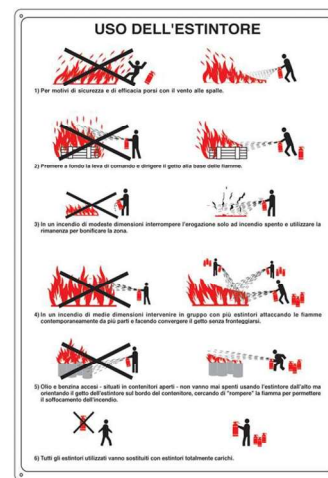 USO DELL'ESTINTORE
1) Per motivi di sicurezza e di efficacia porsi con il vento alle spalle.
2) Premere a fondo la leva di comando e dirigere il getto alla base delle fiamme.
3) In un incendio di modeste dimensioni interrompere l'erogazione solo ad incendio spento e utilizzare la
rimanenza per bonificare la zona.
4) In un incendio di medie dimensioni intervenire in gruppo con più estintori attaccando le fiamme
contemporaneamente da più parti e facendo convergere il getto senza fronteggiarsi.
5) Olio e benzina accesi - situati in contenitori aperti - non vanno mai spenti usando l'estintore dall'alto ma
orientando il getto dell'estintore sul bordo del contenitore, cercando di "rompere" la fiamma per permettere
il soffocamento dell'incendio.
6) Tutti gli estintori utilizzati vanno sostituiti con estintori totalmente carichi.